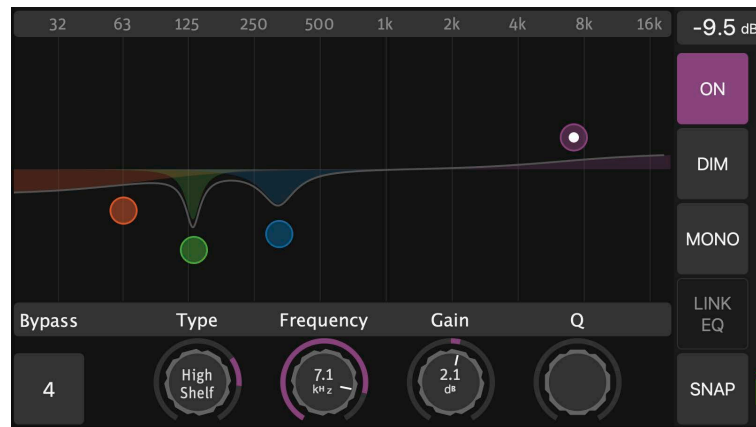 32 63 125 250 500 1k 2k 4k 8k 16k -9.5 dB
ON
DIM
MONO
LINK
EQ
Bypass Type Frequency Gain Q
4
High
Shelf
7.1
kHz
2.1
dB
SNAP